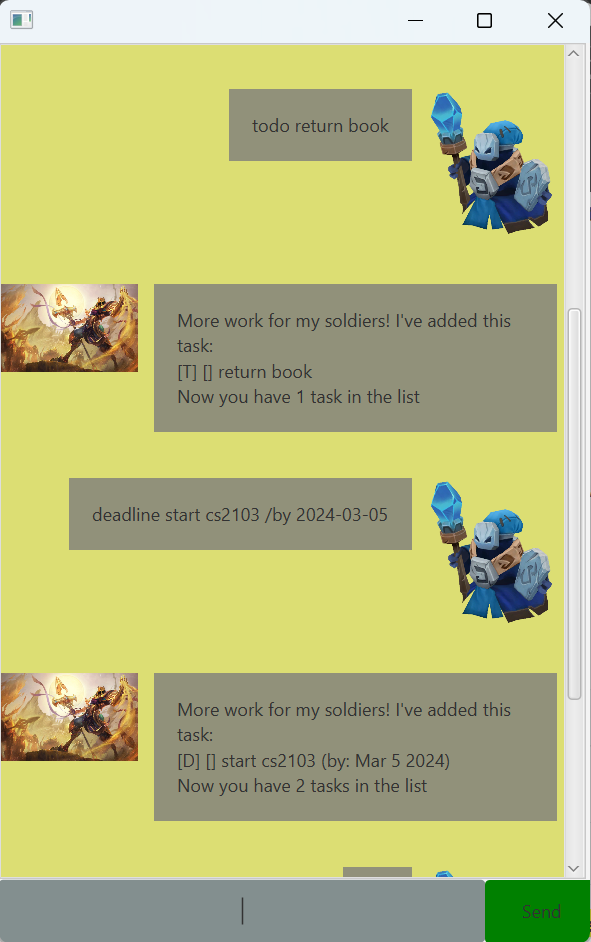 todo return book
More work for my soldiers! I've added this
task:
[T] [] return book
Now you have 1 task in the list
deadline start cs2103 /by 2024-03-05
More work for my soldiers! I've added this
task:
[D] [] start cs2103 (by: Mar 5 2024)
Now you have 2 tasks in the list
Send